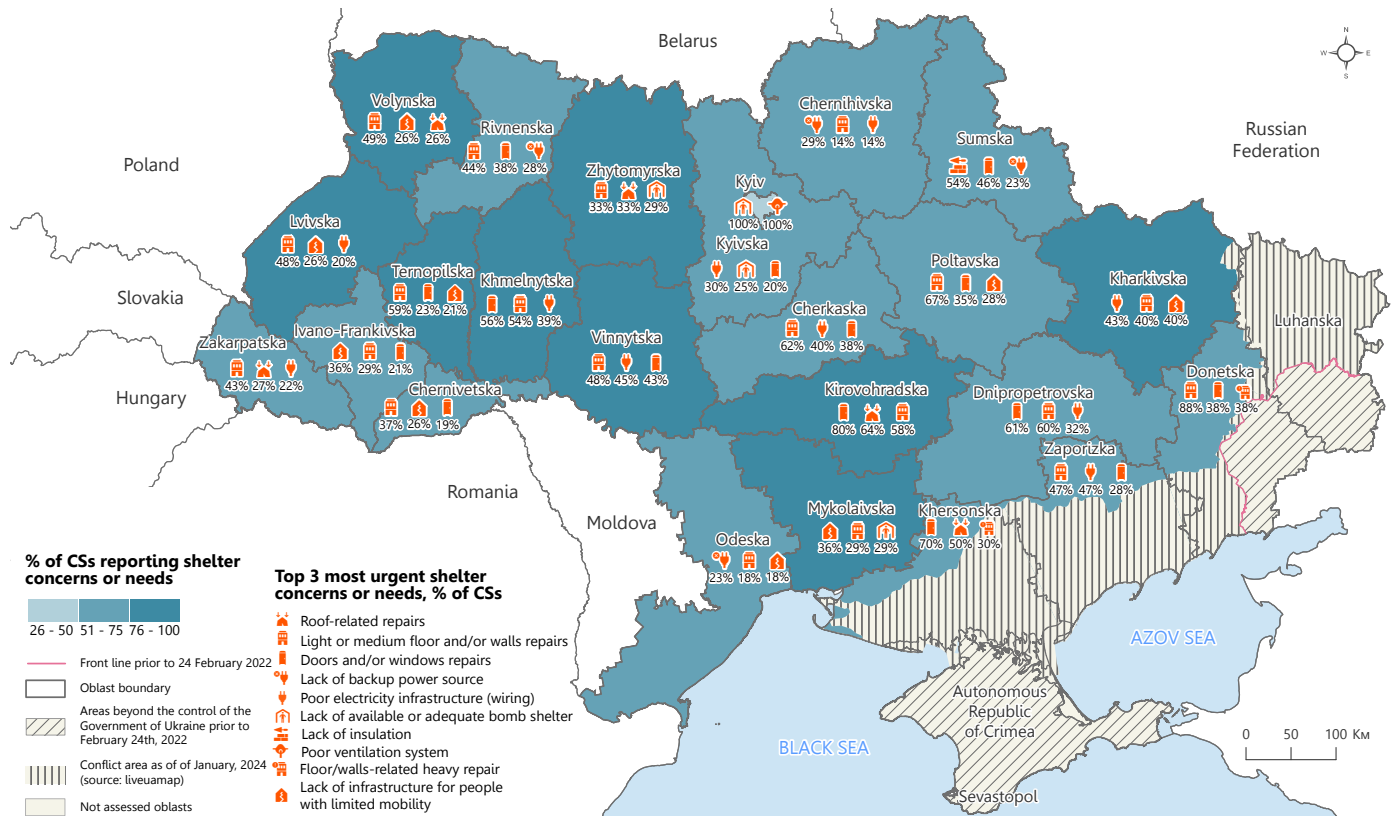 Belarus
N
W E
S
Russian
Federation
Poland
Slovakia
Hungary
Romania
Moldova
Volynska
49% 26% 26%
Rivnenska
44% 38% 28%
Zhytomyrska
33% 33% 29%
Chernihivska
29% 14% 14%
Sumska
54% 46% 23%
Kyiv
100% 100%
Kyivska
30% 25% 20%
Lvivska
48% 26% 20%
Ternopilska
59% 23% 21%
Khmelnytska
56% 54% 39%
Poltavska
67% 35% 28%
Kharkivska
43% 40% 40%
Luhanska
Cherkaska
62% 40% 38%
Vinnytska
48% 45% 43%
Ivano-Frankivska
36% 29% 21%
Zakarpatska
43% 27% 22%
Chernivetska
37% 26% 19%
Kirovohradska
80% 64% 58%
Dnipropetrovska
61% 60% 32%
Donetska
88% 38% 38%
Zaporizka
47% 47% 28%
Mykolaivska
36% 29% 29%
Khersonska
70% 50% 30%
Odeska
23% 18% 18%
AZOV SEA
BLACK SEA
Autonomous
Republic
of Crimea
Sevastopol
0 50 100 Км
% of CSs reporting shelter
concerns or needs
26 - 50 51 - 75 76 - 100
Front line prior to 24 February 2022
Oblast boundary
Areas beyond the control of the
Government of Ukraine prior to
February 24th, 2022
Conflict area as of of January, 2024
(source: liveuamap)
Not assessed oblasts
Top 3 most urgent shelter
concerns or needs, % of CSs
Roof-related repairs
Light or medium floor and/or walls repairs
Doors and/or windows repairs
Lack of backup power source
Poor electricity infrastructure (wiring)
Lack of available or adequate bomb shelter
Lack of insulation
Poor ventilation system
Floor/walls-related heavy repair
Lack of infrastructure for people
with limited mobility